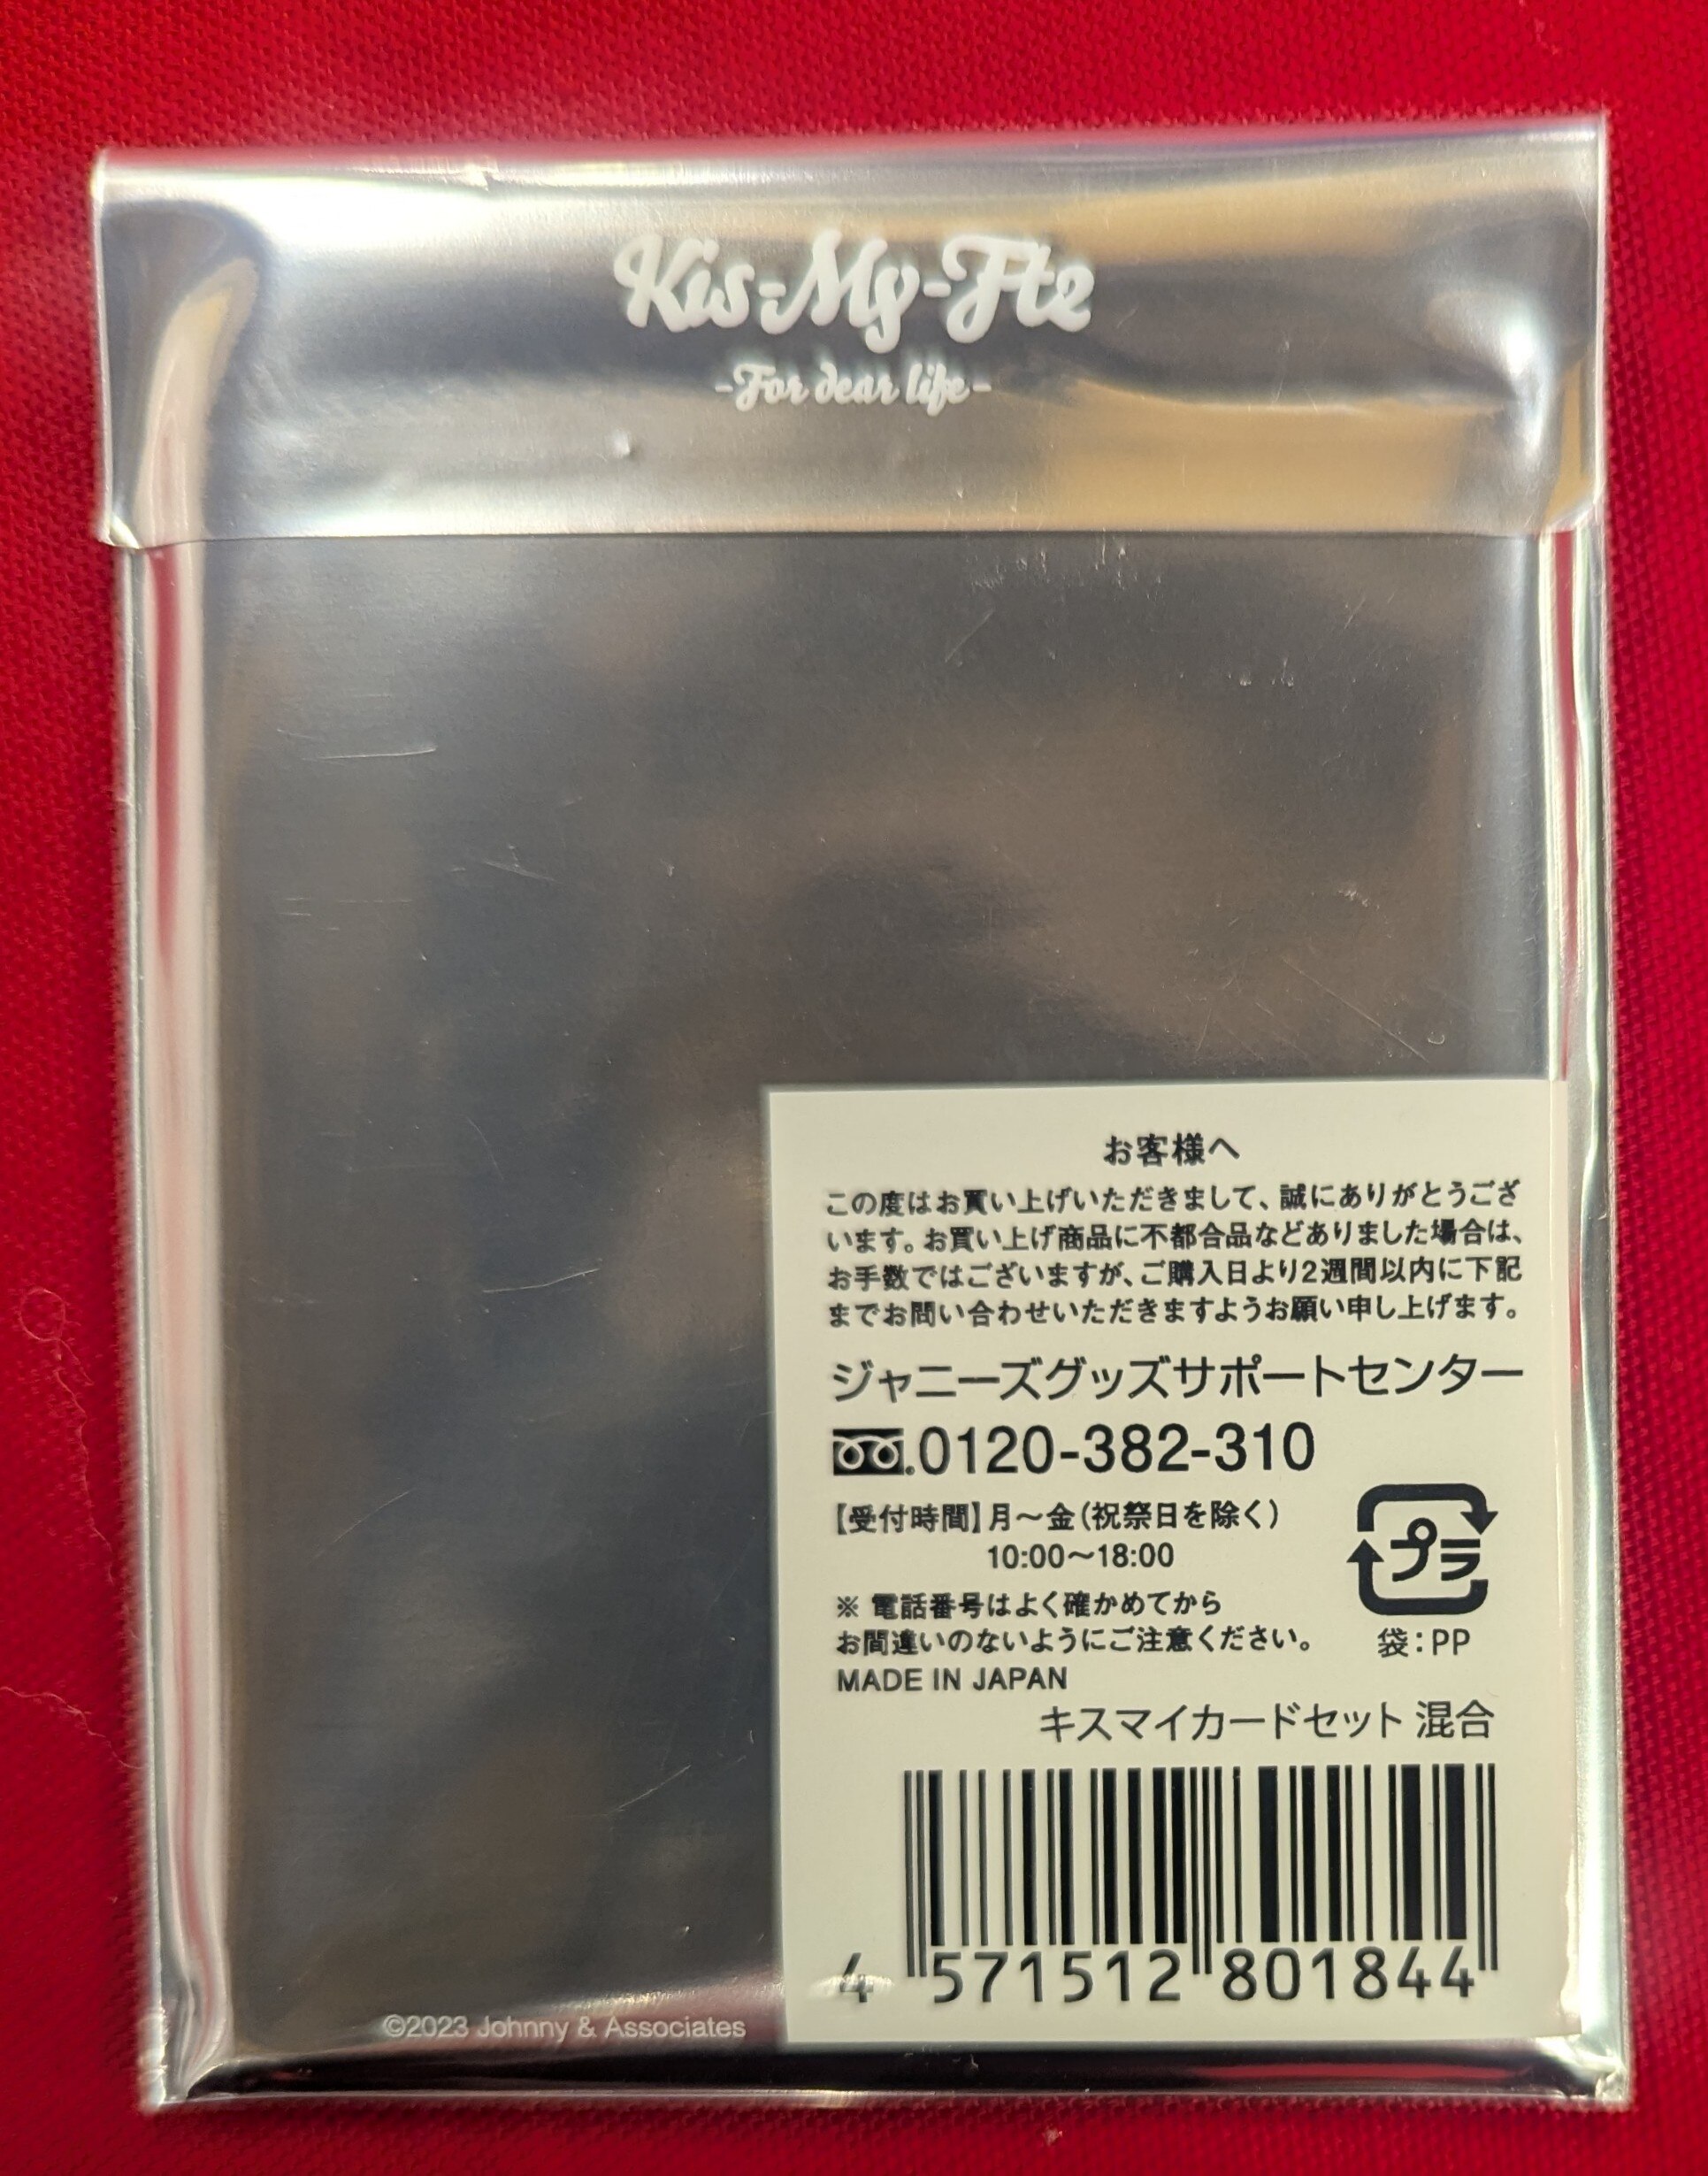 Kis-My-Ft2
-For dear life-
お客様へ
この度はお買い上げいただきまして、誠にありがとうござ
います。お買い上げ商品に不都合品などありました場合は、
お手数ではございますが、ご購入日より2週間以内に下記
までお問い合わせいただきますようお願い申し上げます。
ジャニーズグッズサポートセンター
0120-382-310
【受付時間】月〜金(祝祭日を除く)
10:00〜18:00
プラ
※ 電話番号はよく確かめてから
お間違いのないようにご注意ください。
袋:PP
MADE IN JAPAN
キスマイカードセット 混合
4 571512 801844
©2023 Johnny & Associates